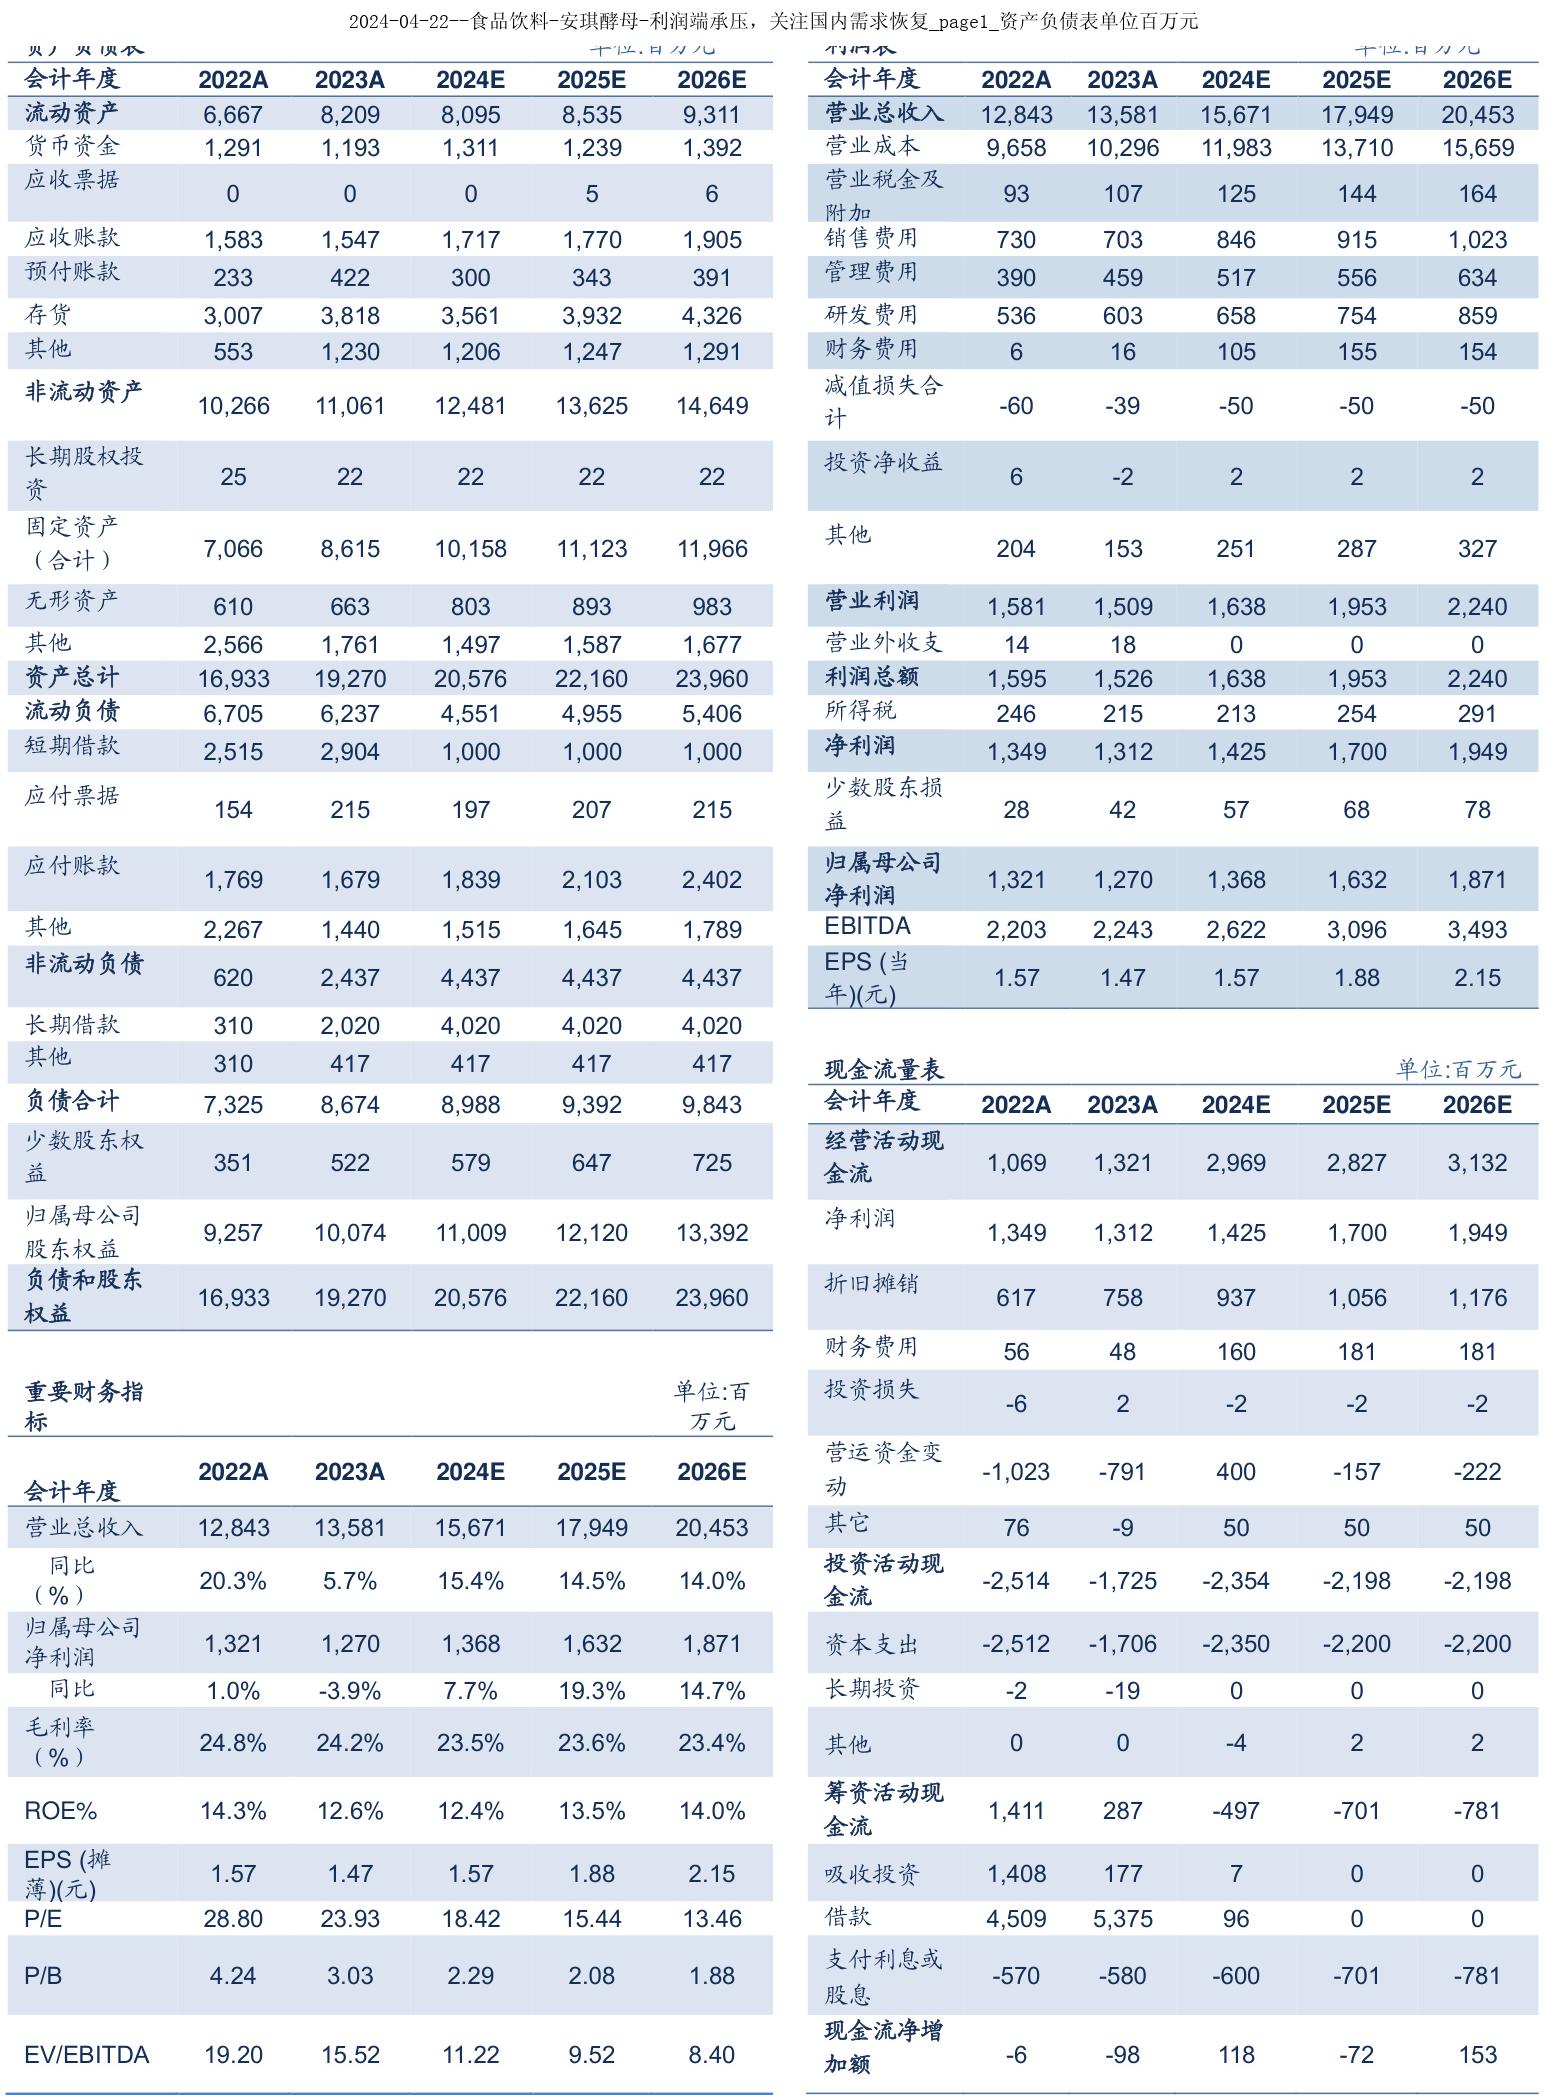 2024-04-22--食品饮料-安琪酵母-利润端承压，关注国内需求恢复_page1_资产负债表单位百万元
资产负债表 单位:百万元
会计年度 2022A 2023A 2024E 2025E 2026E
流动资产 6,667 8,209 8,095 8,535 9,311
货币资金 1,291 1,193 1,311 1,239 1,392
应收票据 0 0 0 5 6
应收账款 1,583 1,547 1,717 1,770 1,905
预付账款 233 422 300 343 391
存货 3,007 3,818 3,561 3,932 4,326
其他 553 1,230 1,206 1,247 1,291
非流动资产 10,266 11,061 12,481 13,625 14,649
长期股权投
资 25 22 22 22 22
固定资产
（合计） 7,066 8,615 10,158 11,123 11,966
无形资产 610 663 803 893 983
其他 2,566 1,761 1,497 1,587 1,677
资产总计 16,933 19,270 20,576 22,160 23,960
流动负债 6,705 6,237 4,551 4,955 5,406
短期借款 2,515 2,904 1,000 1,000 1,000
应付票据 154 215 197 207 215
应付账款 1,769 1,679 1,839 2,103 2,402
其他 2,267 1,440 1,515 1,645 1,789
非流动负债 620 2,437 4,437 4,437 4,437
长期借款 310 2,020 4,020 4,020 4,020
其他 310 417 417 417 417
负债合计 7,325 8,674 8,988 9,392 9,843
少数股东权
益 351 522 579 647 725
归属母公司
股东权益 9,257 10,074 11,009 12,120 13,392
负债和股东
权益 16,933 19,270 20,576 22,160 23,960
重要财务指
标 单位:百
万元
会计年度 2022A 2023A 2024E 2025E 2026E
营业总收入 12,843 13,581 15,671 17,949 20,453
同比
（%） 20.3% 5.7% 15.4% 14.5% 14.0%
归属母公司
净利润 1,321 1,270 1,368 1,632 1,871
同比 1.0% -3.9% 7.7% 19.3% 14.7%
毛利率
（%） 24.8% 24.2% 23.5% 23.6% 23.4%
ROE% 14.3% 12.6% 12.4% 13.5% 14.0%
EPS (摊
薄)(元) 1.57 1.47 1.57 1.88 2.15
P/E 28.80 23.93 18.42 15.44 13.46
P/B 4.24 3.03 2.29 2.08 1.88
EV/EBITDA 19.20 15.52 11.22 9.52 8.40
利润表 单位:百万元
会计年度 2022A 2023A 2024E 2025E 2026E
营业总收入 12,843 13,581 15,671 17,949 20,453
营业成本 9,658 10,296 11,983 13,710 15,659
营业税金及
附加 93 107 125 144 164
销售费用 730 703 846 915 1,023
管理费用 390 459 517 556 634
研发费用 536 603 658 754 859
财务费用 6 16 105 155 154
减值损失合
计 -60 -39 -50 -50 -50
投资净收益 6 -2 2 2 2
其他 204 153 251 287 327
营业利润 1,581 1,509 1,638 1,953 2,240
营业外收支 14 18 0 0 0
利润总额 1,595 1,526 1,638 1,953 2,240
所得税 246 215 213 254 291
净利润 1,349 1,312 1,425 1,700 1,949
少数股东损
益 28 42 57 68 78
归属母公司
净利润 1,321 1,270 1,368 1,632 1,871
EBITDA 2,203 2,243 2,622 3,096 3,493
EPS (当
年)(元) 1.57 1.47 1.57 1.88 2.15
现金流量表 单位:百万元
会计年度 2022A 2023A 2024E 2025E 2026E
经营活动现
金流 1,069 1,321 2,969 2,827 3,132
净利润 1,349 1,312 1,425 1,700 1,949
折旧摊销 617 758 937 1,056 1,176
财务费用 56 48 160 181 181
投资损失 -6 2 -2 -2 -2
营运资金变
动 -1,023 -791 400 -157 -222
其它 76 -9 50 50 50
投资活动现
金流 -2,514 -1,725 -2,354 -2,198 -2,198
资本支出 -2,512 -1,706 -2,350 -2,200 -2,200
长期投资 -2 -19 0 0 0
其他 0 0 -4 2 2
筹资活动现
金流 1,411 287 -497 -701 -781
吸收投资 1,408 177 7 0 0
借款 4,509 5,375 96 0 0
支付利息或
股息 -570 -580 -600 -701 -781
现金流净增
加额 -6 -98 118 -72 153